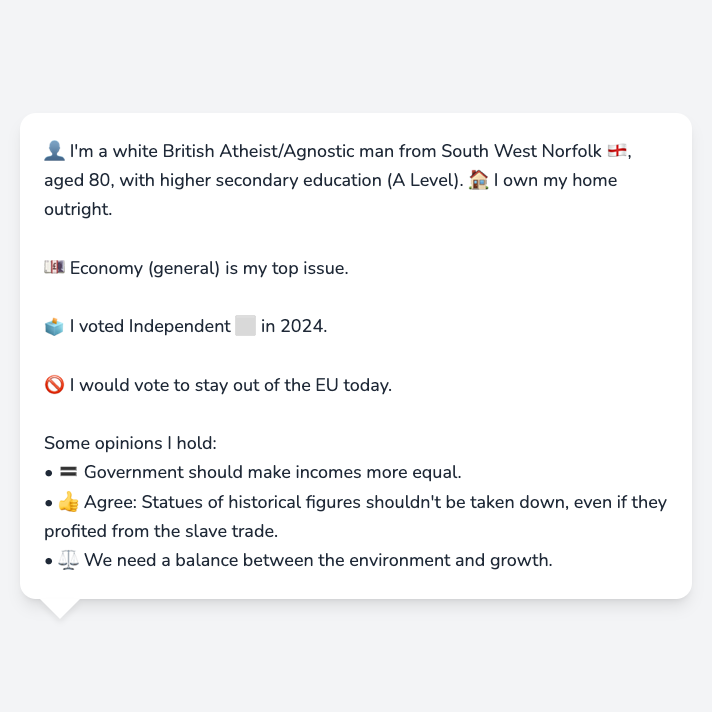 👤 I'm a white British Atheist/Agnostic man from South West Norfolk 🏴󠁧󠁢󠁥󠁮󠁧󠁿,
aged 80, with higher secondary education (A Level). 🏠 I own my home
outright.
💷 Economy (general) is my top issue.
🗳️ I voted Independent ⬜ in 2024.
🚫 I would vote to stay out of the EU today.
Some opinions I hold:
• 🟰 Government should make incomes more equal.
• 👍 Agree: Statues of historical figures shouldn't be taken down, even if they
profited from the slave trade.
• ⚖️ We need a balance between the environment and growth.